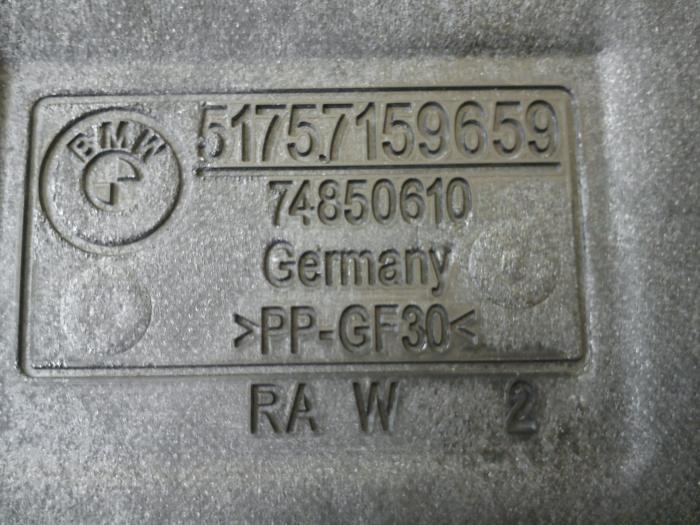 BMW
51757159659
74850610
Germany
>PP-GF30<
RA W 2